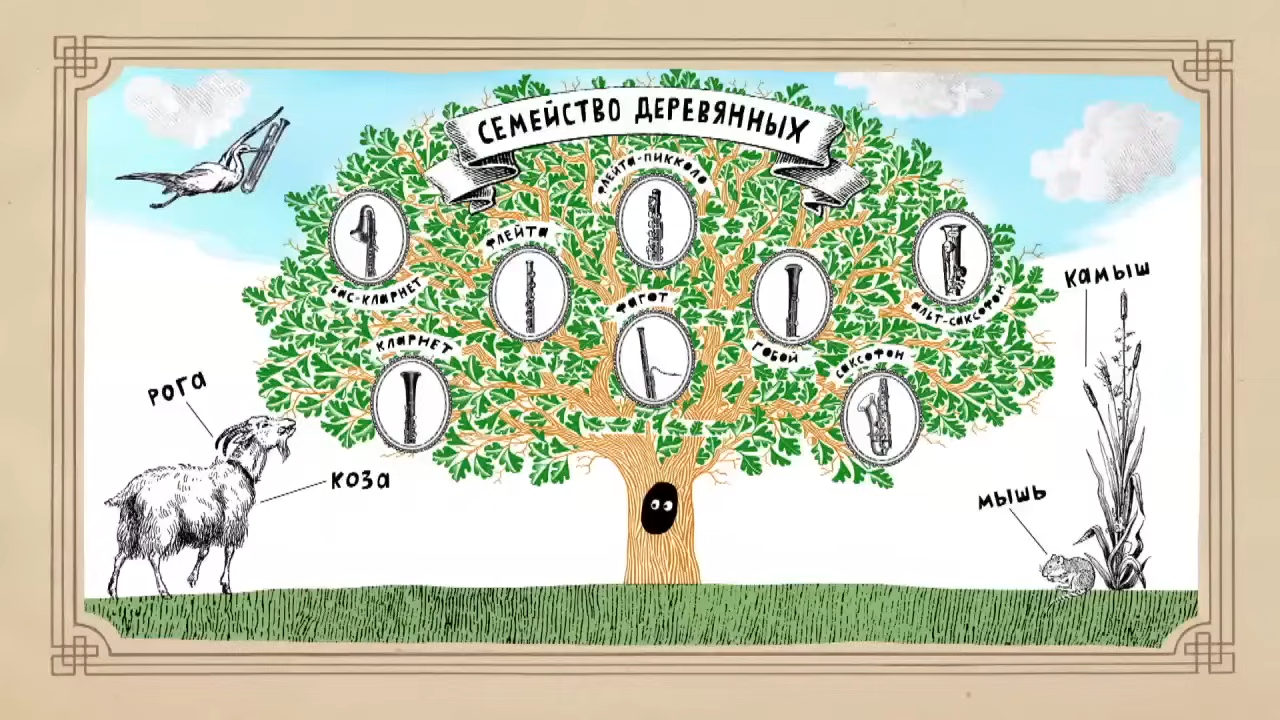 СЕМЕЙСТВО ДЕРЕВЯННЫХ
ФЛЕЙТА-ПИККОЛО
ФЛЕЙТА
БАС-КЛАРНЕТ
ФАГОТ
АЛЬТ-САКСОФОН
КАМЫШ
КЛАРНЕТ
ГОБОЙ
САКСОФОН
РОГА
КОЗА
МЫШЬ